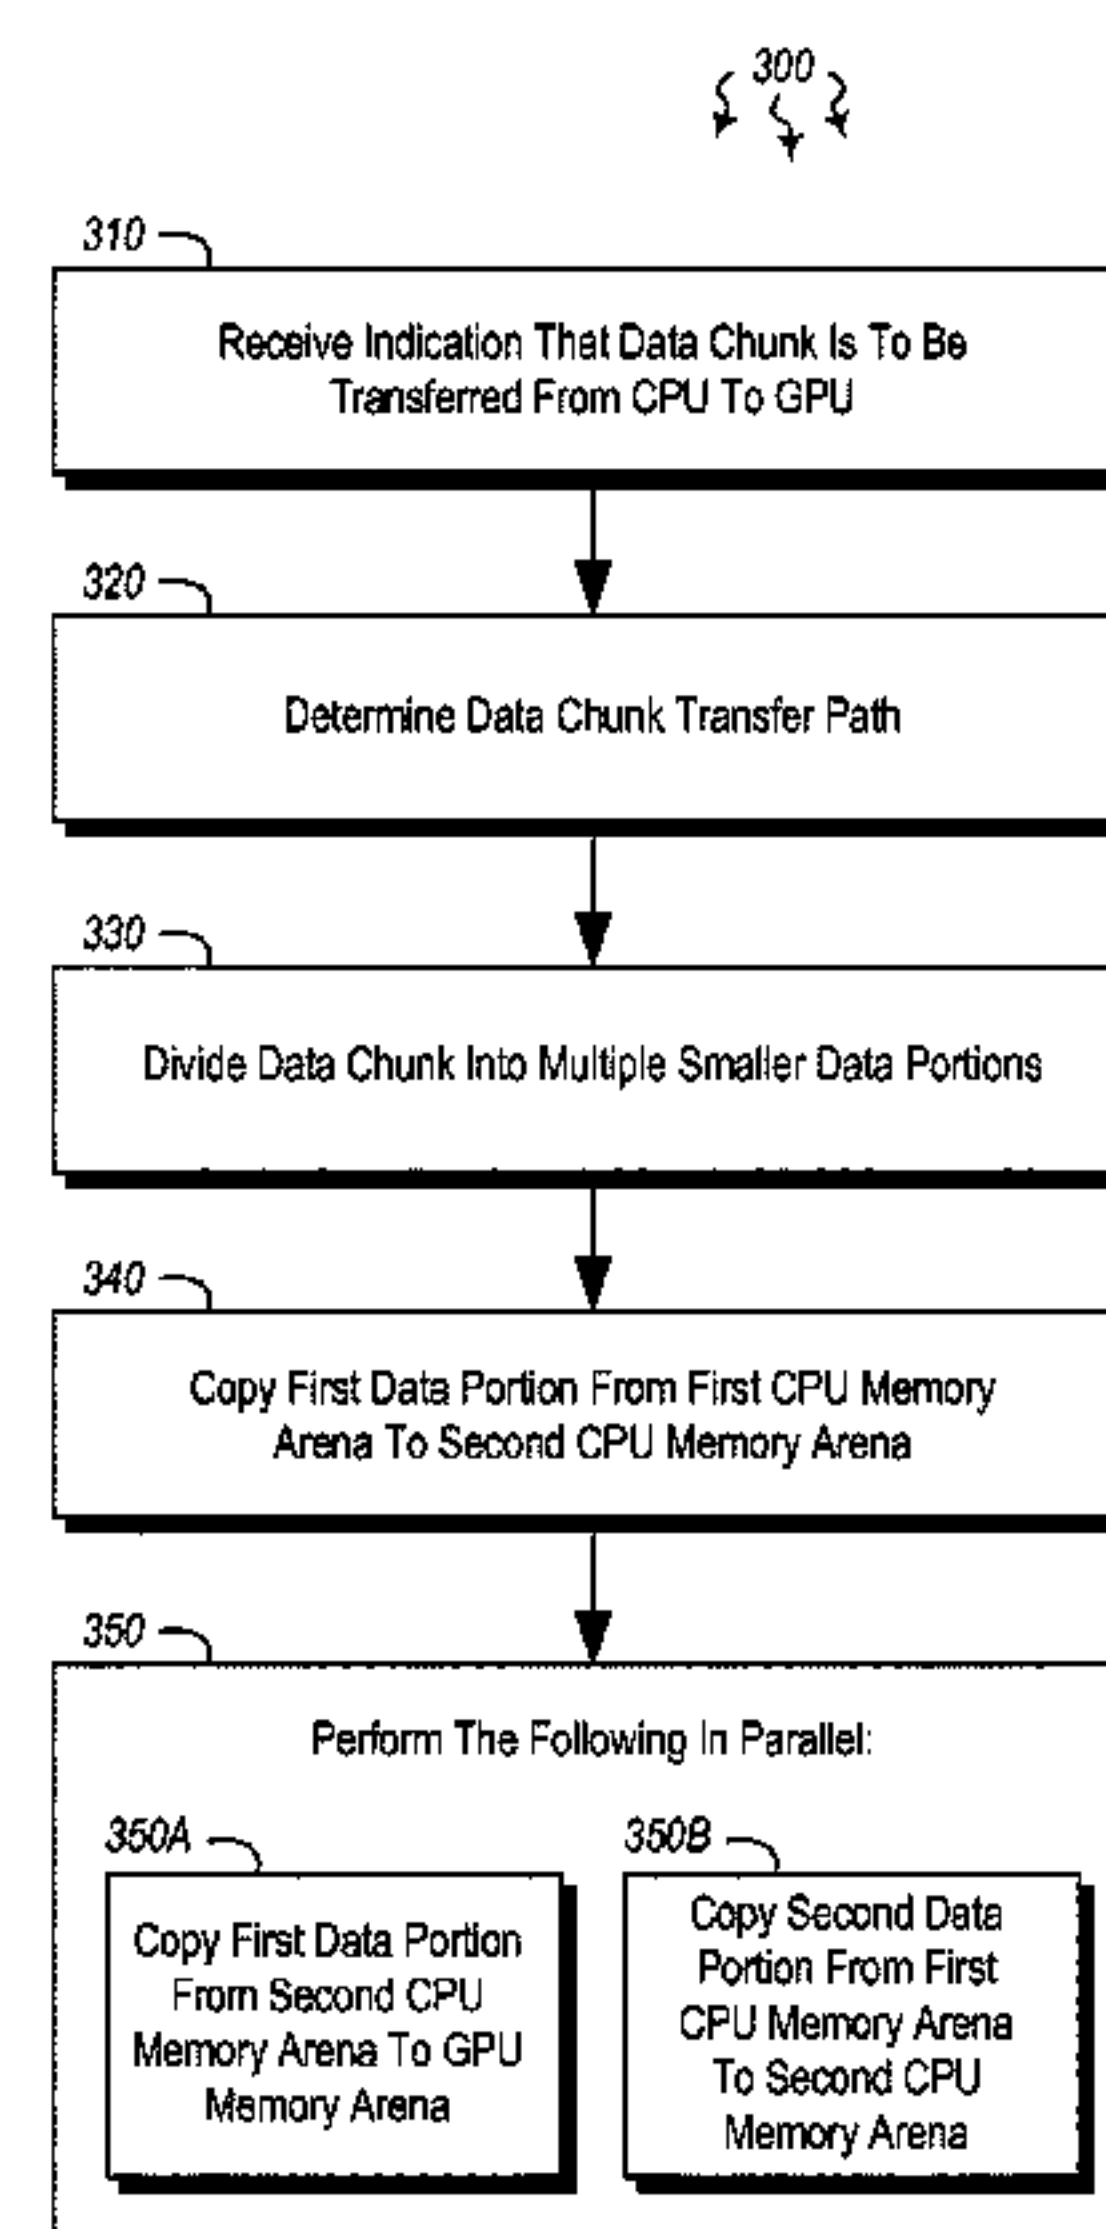 300
310
Receive Indication That Data Chunk Is To Be
Transferred From CPU To GPU
320
Determine Data Chunk Transfer Path
330
Divide Data Chunk Into Multiple Smaller Data Portions
340
Copy First Data Portion From First CPU Memory
Arena To Second CPU Memory Arena
350
Perform The Following In Parallel:
350A
Copy First Data Portion
From Second CPU
Memory Arena To GPU
Memory Arena
350B
Copy Second Data
Portion From First
CPU Memory Arena
To Second CPU
Memory Arena